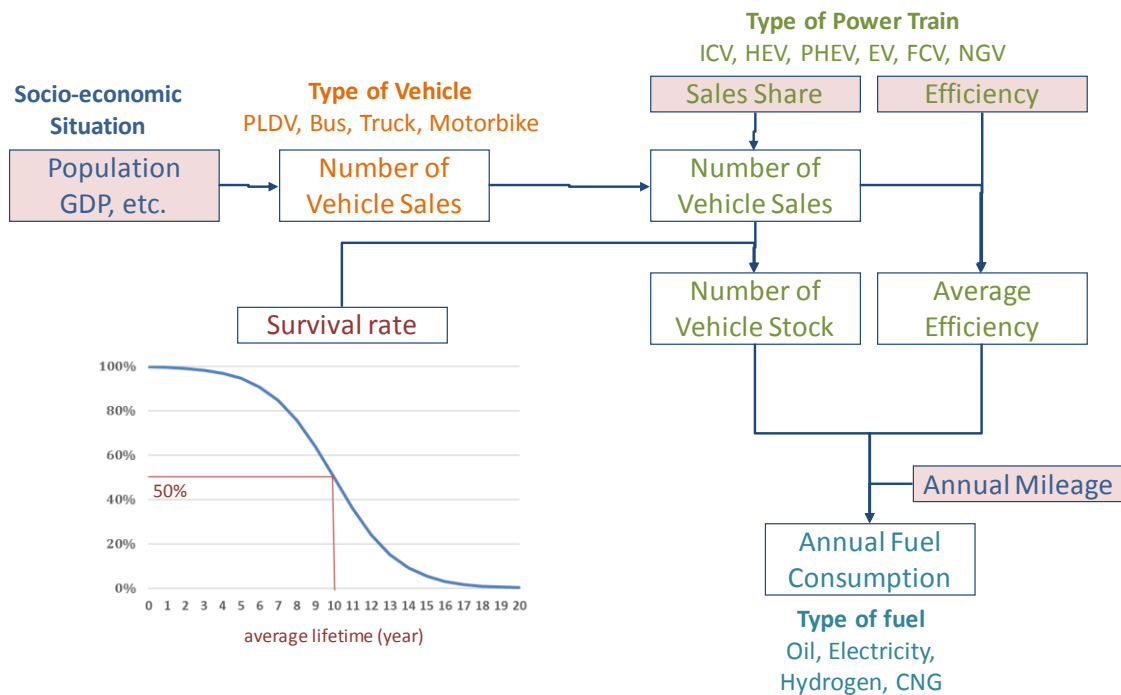 Type of Power Train
ICV, HEV, PHEV, EV, FCV, NGV
Socio-economic
Situation
Type of Vehicle
PLDV, Bus, Truck, Motorbike
Sales Share
Efficiency
Population
GDP, etc.
Number of
Vehicle Sales
Number of
Vehicle Sales
Survival rate
Number of
Vehicle Stock
Average
Efficiency
100%
80%
60%
50%
40%
20%
0%
0 1 2 3 4 5 6 7 8 9 10 11 12 13 14 15 16 17 18 19 20
average lifetime (year)
Annual Mileage
Annual Fuel
Consumption
Type of fuel
Oil, Electricity,
Hydrogen, CNG